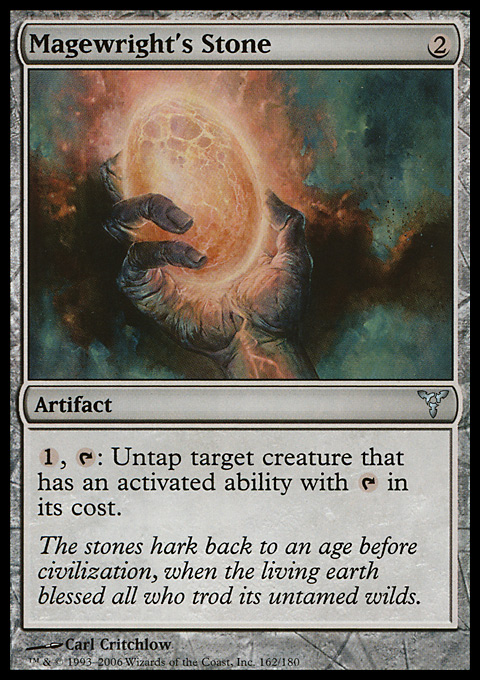 Magewright's Stone 2
Artifact
1, : Untap target creature that
has an activated ability with in
its cost.
The stones hark back to an age before
civilization, when the living earth
blessed all who trod its untamed wilds.
Carl Critchlow
™ & © 1993–2006 Wizards of the Coast, Inc. 162/180